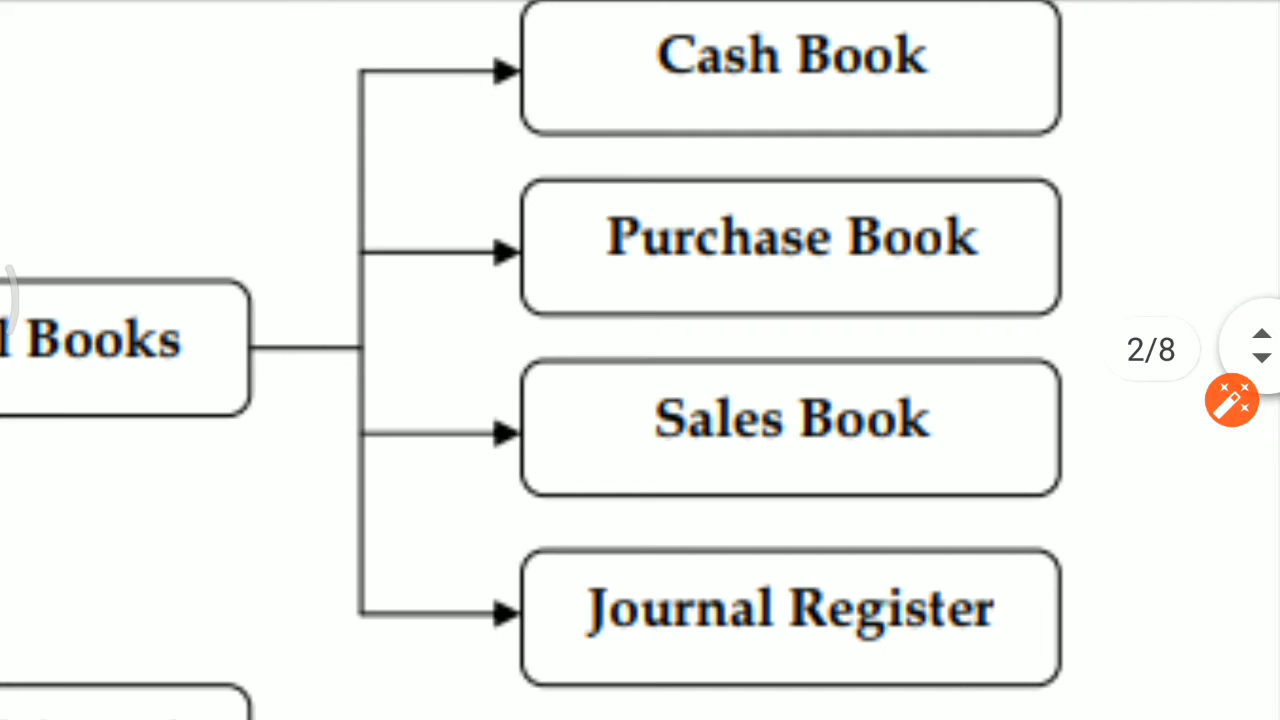 Cash Book
Purchase Book
Books
2/8
Sales Book
Journal Register